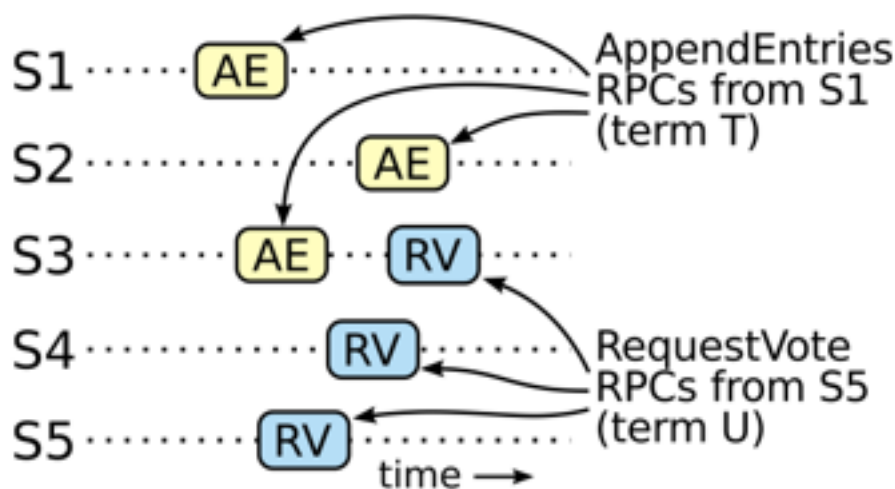 S1 AE
AppendEntries
RPCs from S1
(term T)
S2 AE
S3 AE RV
S4 RV
RequestVote
RPCs from S5
(term U)
S5 RV
time